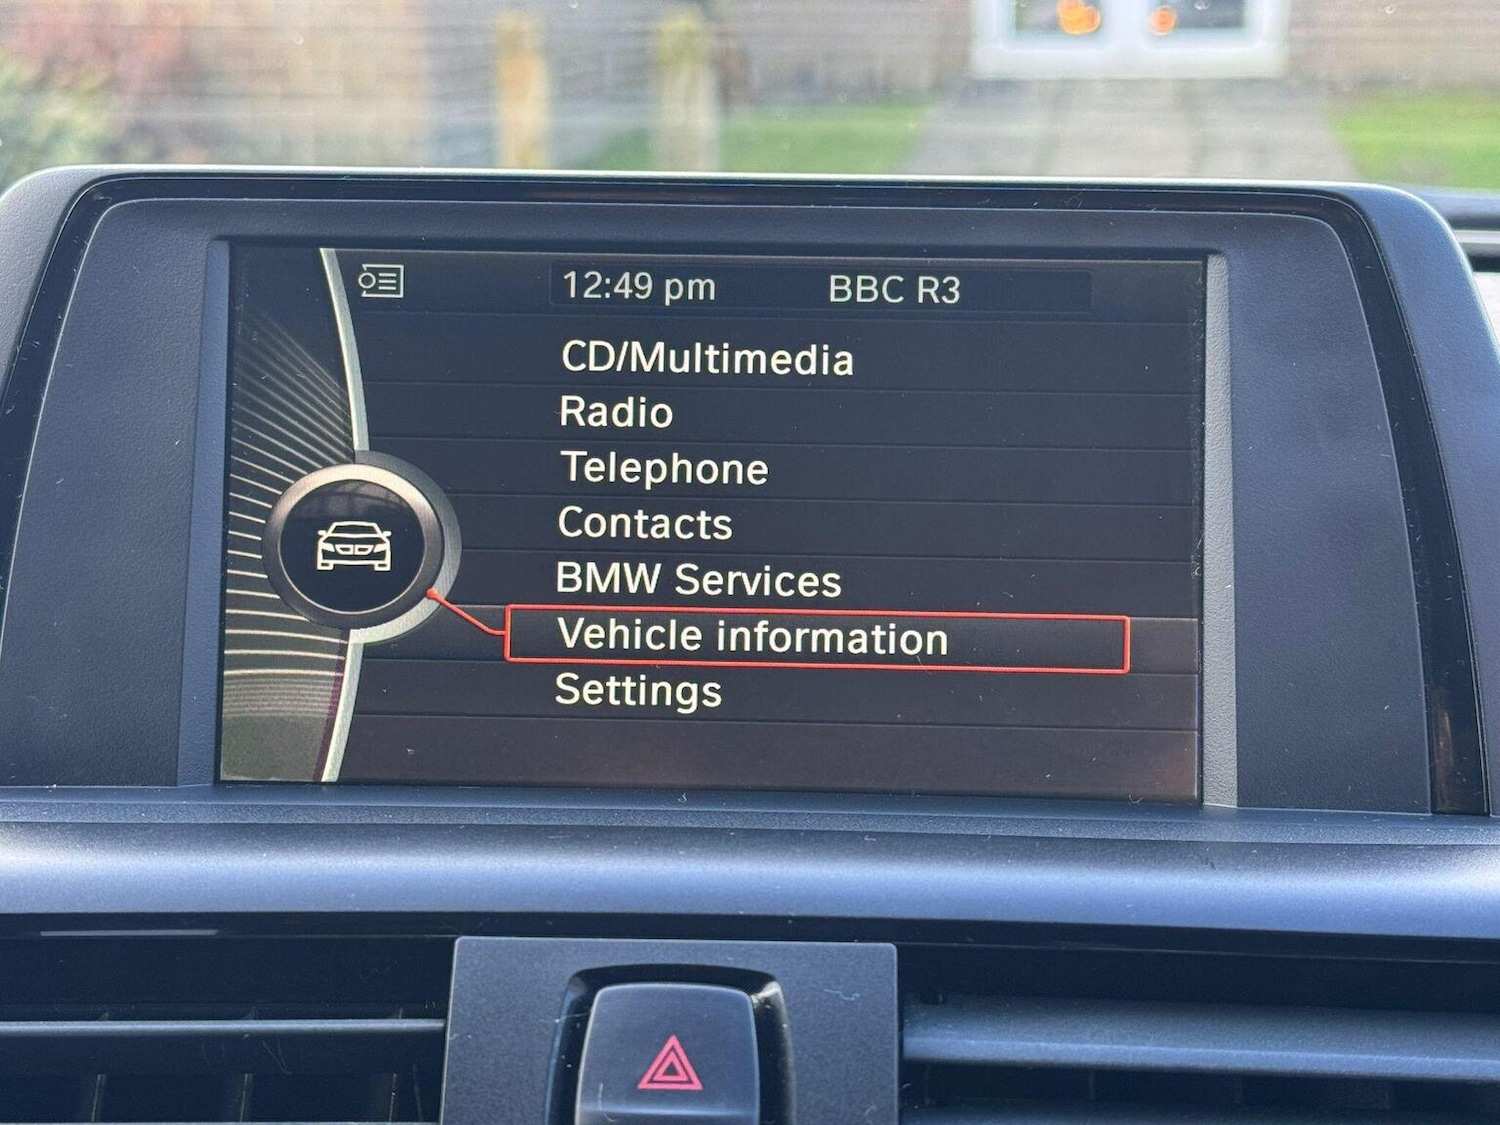 12:49 pm BBC R3
CD/Multimedia
Radio
Telephone
Contacts
BMW Services
Vehicle information
Settings